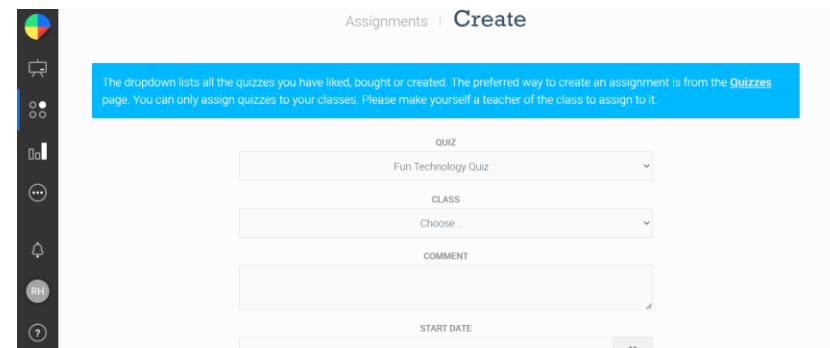 Assignments | Create
The dropdown lists all the quizzes you have liked, bought or created. The preferred way to create an assignment is from the Quizzes
page. You can only assign quizzes to your classes. Please make yourself a teacher of the class to assign to it.
QUIZ
Fun Technology Quiz
CLASS
Choose...
COMMENT
RH
START DATE
?